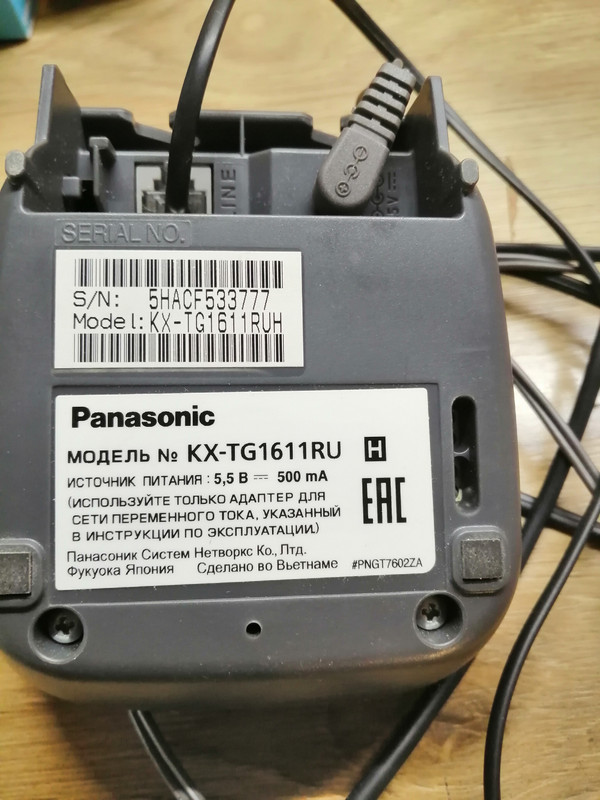 LINE
5V
SERIAL NO.
S/N: 5HACF533777
Model:KX-TG1611RUH
Panasonic
МОДЕЛЬ № KX-TG1611RU H
ИСТОЧНИК ПИТАНИЯ : 5,5 В 500 mA
(ИСПОЛЬЗУЙТЕ ТОЛЬКО АДАПТЕР ДЛЯ
СЕТИ ПЕРЕМЕННОГО ТОКА, УКАЗАННЫЙ
В ИНСТРУКЦИИ ПО ЭКСПЛУАТАЦИИ.)
EAC
Панасоник Систем Нетворкс Ко., Лтд.
Фукуока Япония Сделано во Вьетнаме #PNGT7602ZA